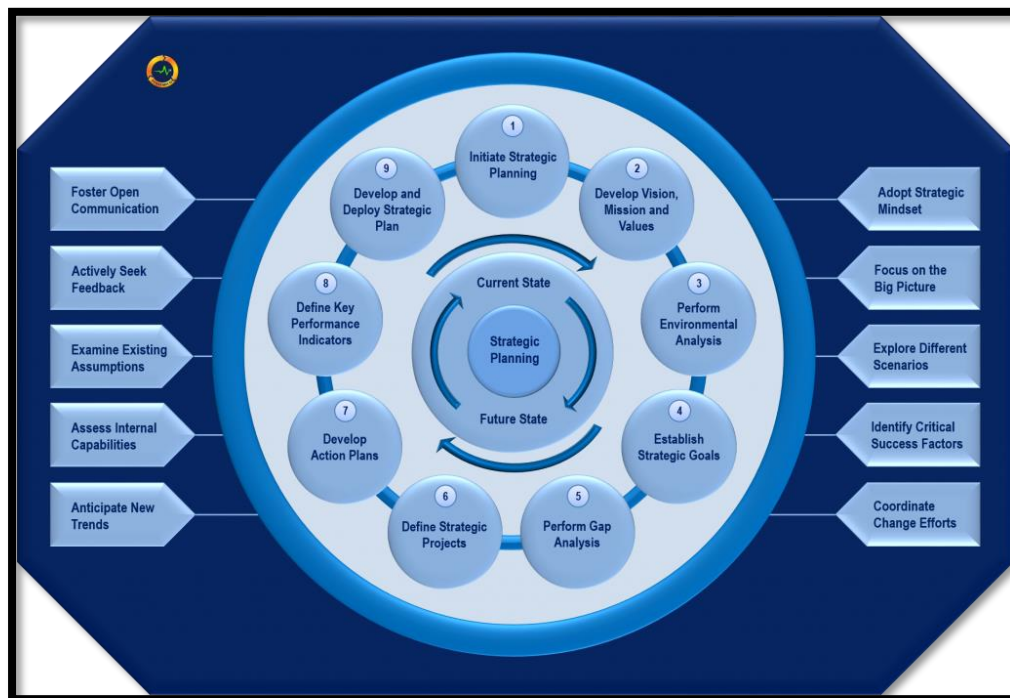 1
Initiate Strategic
Planning
2
Develop Vision,
Mission and
Values
3
Perform
Environmental
Analysis
4
Establish
Strategic Goals
5
Perform Gap
Analysis
6
Define Strategic
Projects
7
Develop
Action Plans
8
Define Key
Performance
Indicators
9
Develop and
Deploy Strategic
Plan
Current State
Strategic
Planning
Future State
Foster Open
Communication
Actively Seek
Feedback
Examine Existing
Assumptions
Assess Internal
Capabilities
Anticipate New
Trends
Adopt Strategic
Mindset
Focus on the
Big Picture
Explore Different
Scenarios
Identify Critical
Success Factors
Coordinate
Change Efforts